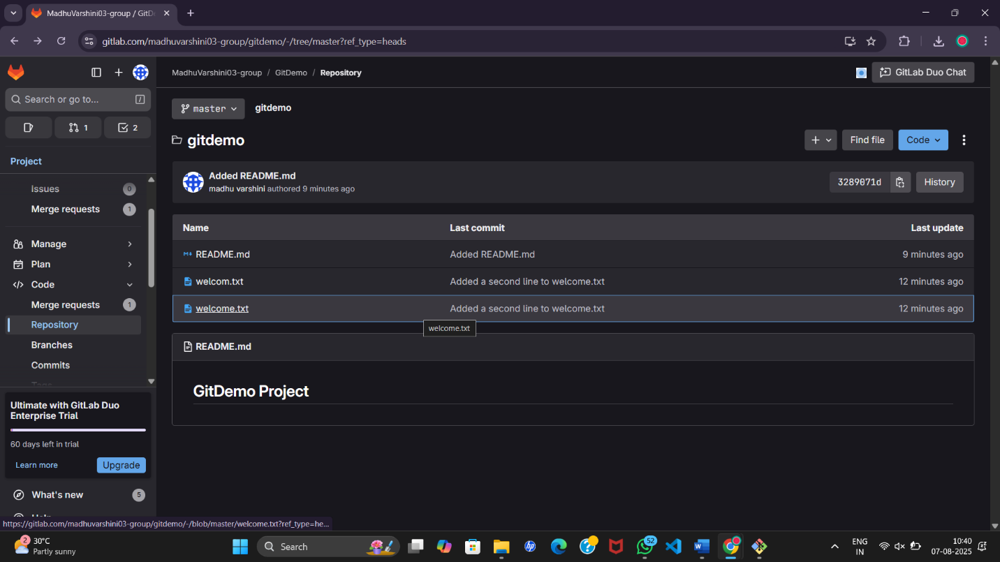 MadhuVarshini03-group / GitD
gitlab.com/madhuvarshini03-group/gitdemo/-/tree/master?ref_type=heads
MadhuVarshini03-group / GitDemo / Repository
GitLab Duo Chat
Search or go to... /
1 2
Project
Issues 0
Merge requests 1
Manage
Plan
Code
Merge requests 1
Repository
Branches
Commits
Tags
Ultimate with GitLab Duo
Enterprise Trial
60 days left in trial
Learn more Upgrade
What's new 5
Help
master gitdemo
gitdemo
Find file Code
Added README.md
madhu varshini authored 9 minutes ago
3289071d History
Name Last commit Last update
README.md Added README.md 9 minutes ago
welcom.txt Added a second line to welcome.txt 12 minutes ago
welcome.txt Added a second line to welcome.txt 12 minutes ago
welcome.txt
README.md
GitDemo Project
https://gitlab.com/madhuvarshini03-group/gitdemo/-/blob/master/welcome.txt?ref_type=he...
2
30°C
Partly sunny
Search
hp
52
ENG
IN
10:40
07-08-2025